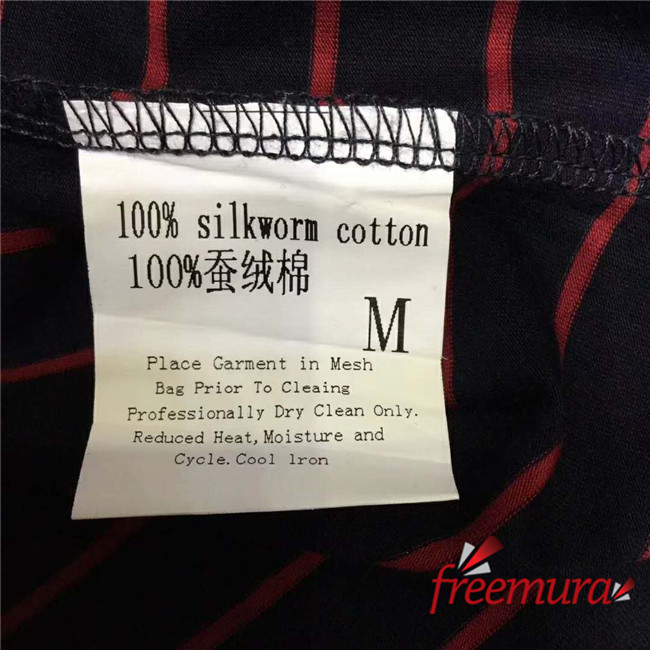 100% silkworm cotton
100%蚕绒棉
M
Place Garment in Mesh
Bag Prior To Cleaing
Professionally Dry Clean Only.
Reduced Heat,Moisture and
Cycle.Cool lron
freemura